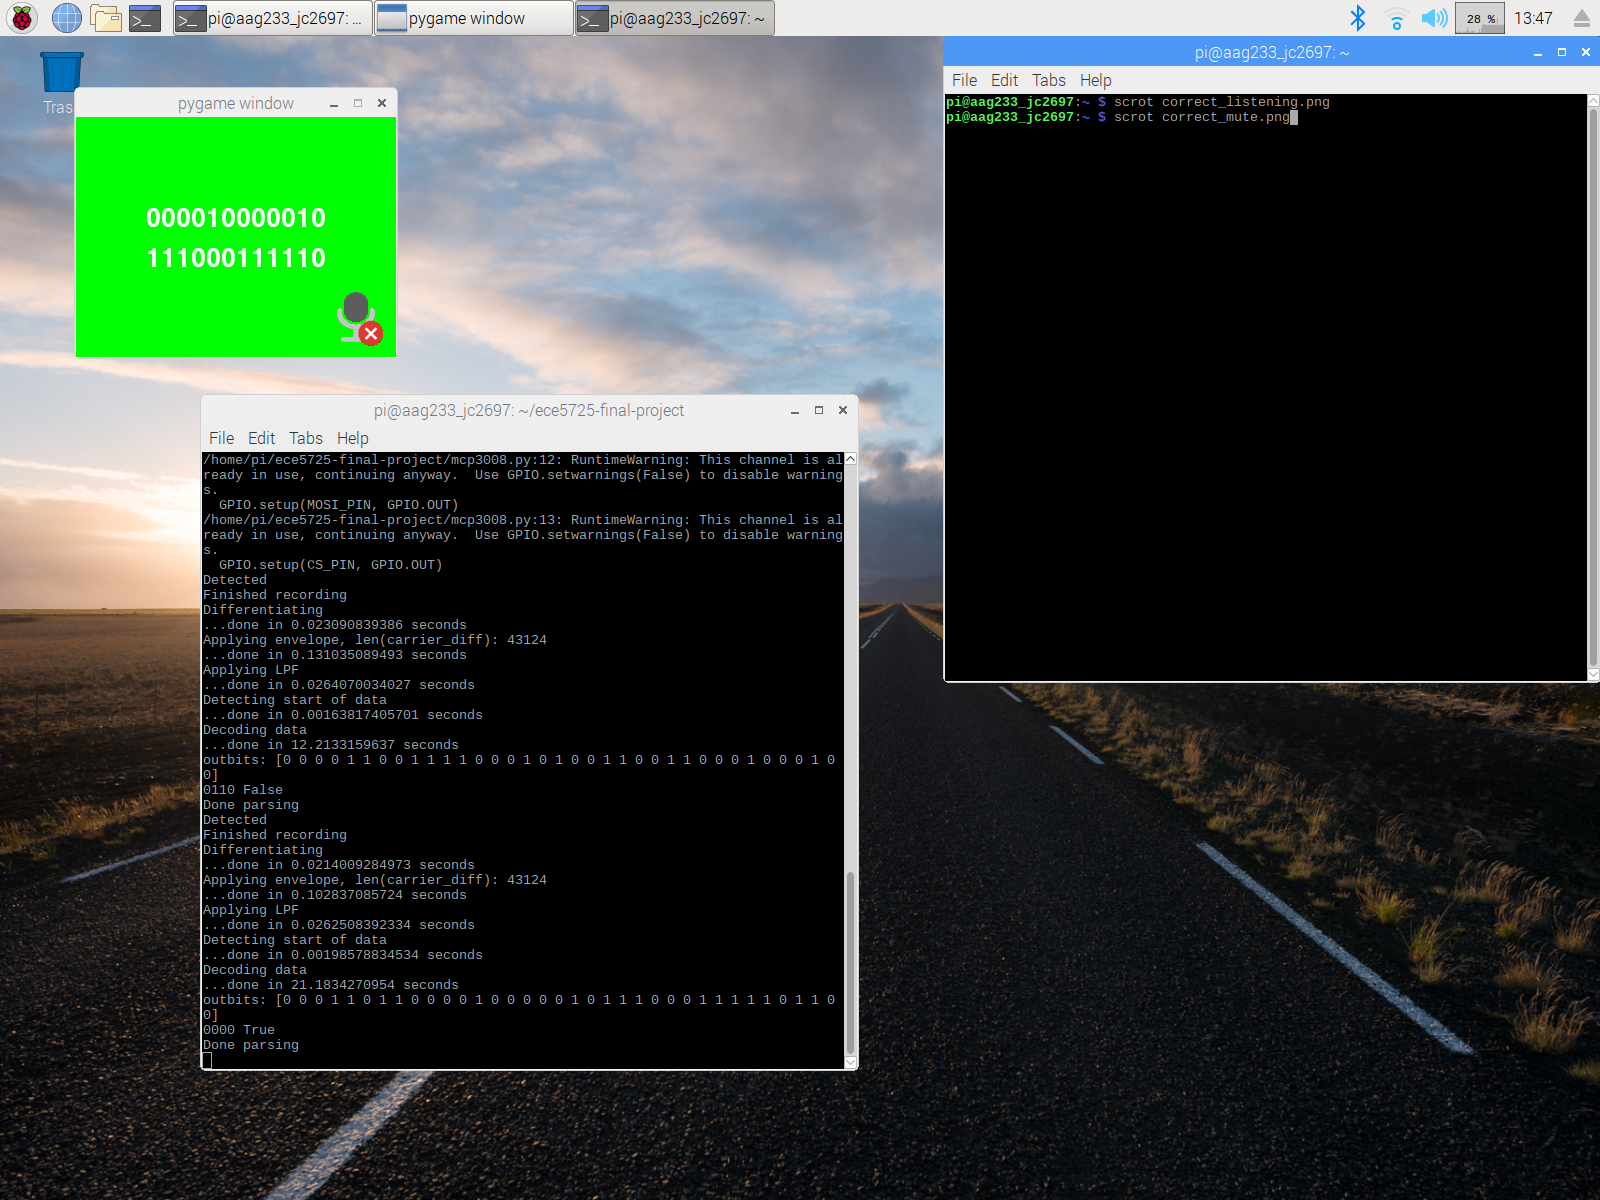 pi@aag233_jc2697: ...
pygame window
pi@aag233_jc2697: ~
28 %
13:47
Tras
pygame window
000010000010
111000111110
pi@aag233_jc2697: ~
File Edit Tabs Help
pi@aag233_jc2697:~ $ scrot correct_listening.png
pi@aag233_jc2697:~ $ scrot correct_mute.png
pi@aag233_jc2697: ~/ece5725-final-project
File Edit Tabs Help
/home/pi/ece5725-final-project/mcp3008.py:12: RuntimeWarning: This channel is al
ready in use, continuing anyway.  Use GPIO.setwarnings(False) to disable warning
s.
  GPIO.setup(MOSI_PIN, GPIO.OUT)
/home/pi/ece5725-final-project/mcp3008.py:13: RuntimeWarning: This channel is al
ready in use, continuing anyway.  Use GPIO.setwarnings(False) to disable warning
s.
  GPIO.setup(CS_PIN, GPIO.OUT)
Detected
Finished recording
Differentiating
...done in 0.023090839386 seconds
Applying envelope, len(carrier_diff): 43124
...done in 0.131035089493 seconds
Applying LPF
...done in 0.0264070034027 seconds
Detecting start of data
...done in 0.00163817405701 seconds
Decoding data
...done in 12.2133159637 seconds
outbits: [0 0 0 0 1 1 0 0 1 1 1 1 0 0 0 1 0 1 0 0 1 1 0 0 1 1 0 0 0 1 0 0 0 1 0
0]
0110 False
Done parsing
Detected
Finished recording
Differentiating
...done in 0.0214009284973 seconds
Applying envelope, len(carrier_diff): 43124
...done in 0.102837085724 seconds
Applying LPF
...done in 0.0262508392334 seconds
Detecting start of data
...done in 0.00198578834534 seconds
Decoding data
...done in 21.1834270954 seconds
outbits: [0 0 0 1 1 0 1 1 0 0 0 0 1 0 0 0 0 0 1 0 1 1 1 0 0 0 1 1 1 1 1 0 1 1 0
0]
0000 True
Done parsing